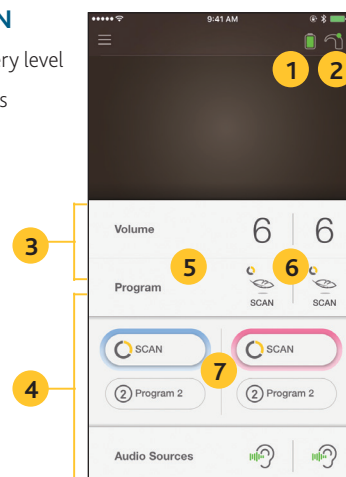 N
ry level
s
9:41 AM
1
2
3
Volume
6
6
5
6
Program
SCAN
SCAN
4
SCAN
SCAN
7
2 Program 2
2 Program 2
Audio Sources